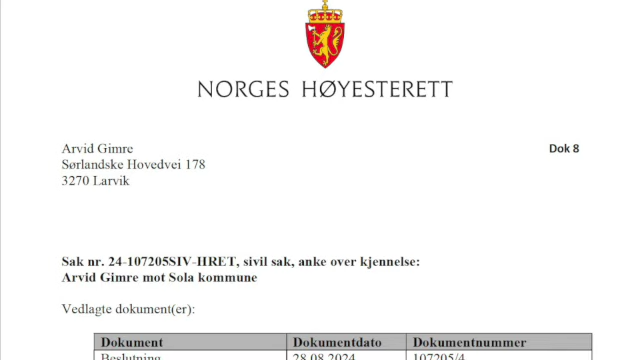 NORGES HØYESTERETT
Arvid Gimre
Dok 8
Sørlandske Hovedvei 178
3270 Larvik
Sak nr. 24-107205SIV-HRET, sivil sak, anke over kjennelse:
Arvid Gimre mot Sola kommune
Vedlagte dokument(er):
Dokument Dokumentdato Dokumentnummer
Beslutning 28.08.2024 107205/4